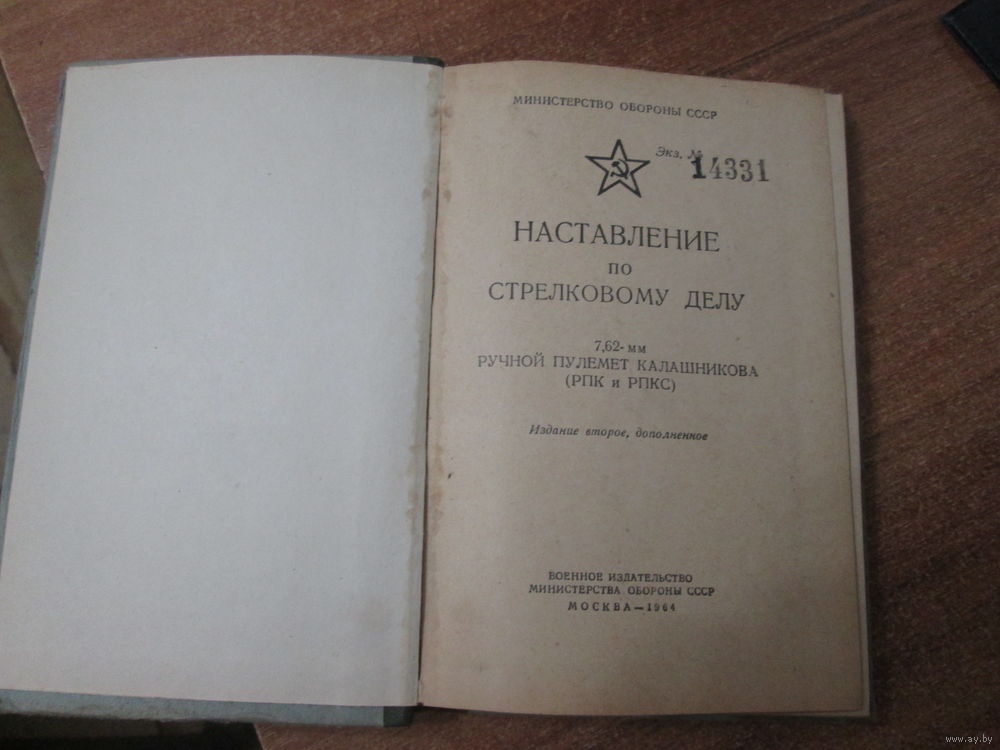 МИНИСТЕРСТВО ОБОРОНЫ СССР
Экз. №
14331
НАСТАВЛЕНИЕ
ПО
СТРЕЛКОВОМУ ДЕЛУ
7,62-мм
РУЧНОЙ ПУЛЕМЕТ КАЛАШНИКОВА
(РПК и РПКС)
Издание второе, дополненное
ВОЕННОЕ ИЗДАТЕЛЬСТВО
МИНИСТЕРСТВА ОБОРОНЫ СССР
МОСКВА — 1964
www.ay.by